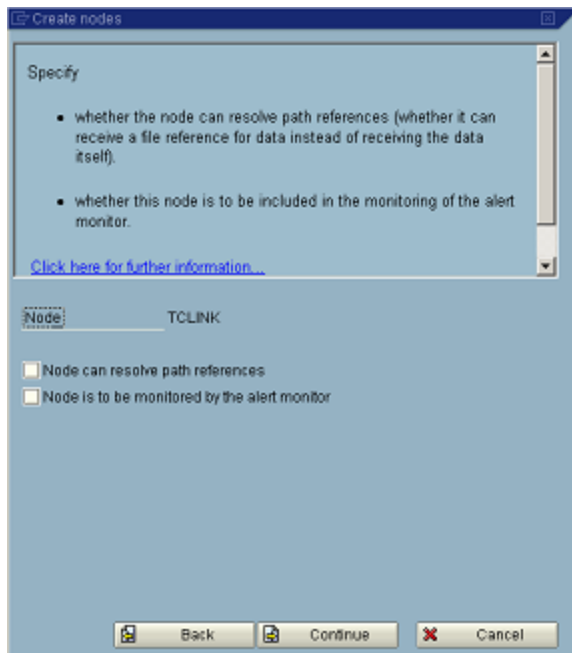 Create nodes
Specify
• whether the node can resolve path references (whether it can
receive a file reference for data instead of receiving the data
itself).
• whether this node is to be included in the monitoring of the alert
monitor.
Click here for further information...
Node TCLINK
Node can resolve path references
Node is to be monitored by the alert monitor
Back Continue Cancel